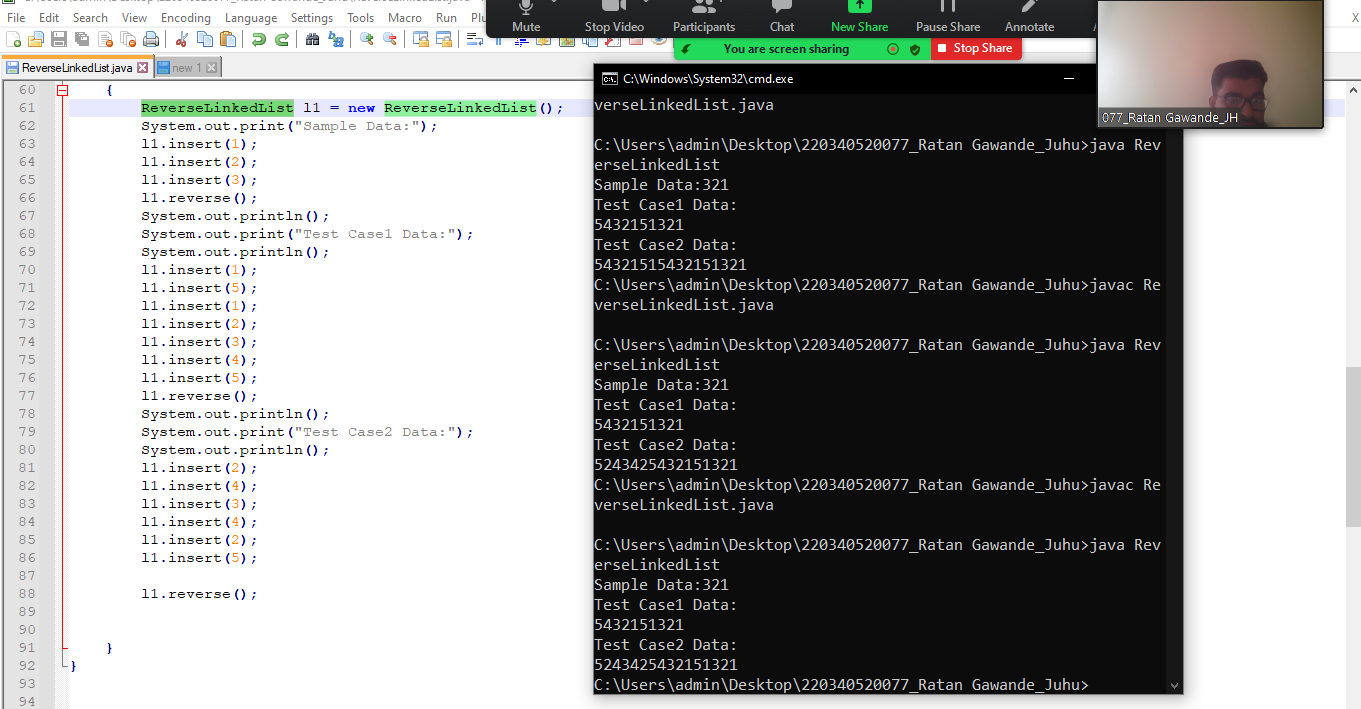 File Edit Search View Encoding Language Settings Tools Macro Run
Mute Stop Video Participants Chat New Share Pause Share Annotate
You are screen sharing Stop Share
X
ReverseLinkedList.java new 1
077_Ratan Gawande_JH
60 {
61 ReverseLinkedList l1 = new ReverseLinkedList();
62 System.out.print("Sample Data:");
63 l1.insert(1);
64 l1.insert(2);
65 l1.insert(3);
66 l1.reverse();
67 System.out.println();
68 System.out.print("Test Case1 Data:");
69 System.out.println();
70 l1.insert(1);
71 l1.insert(5);
72 l1.insert(1);
73 l1.insert(2);
74 l1.insert(3);
75 l1.insert(4);
76 l1.insert(5);
77 l1.reverse();
78 System.out.println();
79 System.out.print("Test Case2 Data:");
80 System.out.println();
81 l1.insert(2);
82 l1.insert(4);
83 l1.insert(3);
84 l1.insert(4);
85 l1.insert(2);
86 l1.insert(5);
87
88 l1.reverse();
89
90
91 }
92 }
93
94
C:\Windows\System32\cmd.exe
verseLinkedList.java
C:\Users\admin\Desktop\220340520077_Ratan Gawande_Juhu>java Rev
erseLinkedList
Sample Data:321
Test Case1 Data:
5432151321
Test Case2 Data:
54321515432151321
C:\Users\admin\Desktop\220340520077_Ratan Gawande_Juhu>javac Re
verseLinkedList.java
C:\Users\admin\Desktop\220340520077_Ratan Gawande_Juhu>java Rev
erseLinkedList
Sample Data:321
Test Case1 Data:
5432151321
Test Case2 Data:
5243425432151321
C:\Users\admin\Desktop\220340520077_Ratan Gawande_Juhu>javac Re
verseLinkedList.java
C:\Users\admin\Desktop\220340520077_Ratan Gawande_Juhu>java Rev
erseLinkedList
Sample Data:321
Test Case1 Data:
5432151321
Test Case2 Data:
5243425432151321
C:\Users\admin\Desktop\220340520077_Ratan Gawande_Juhu>